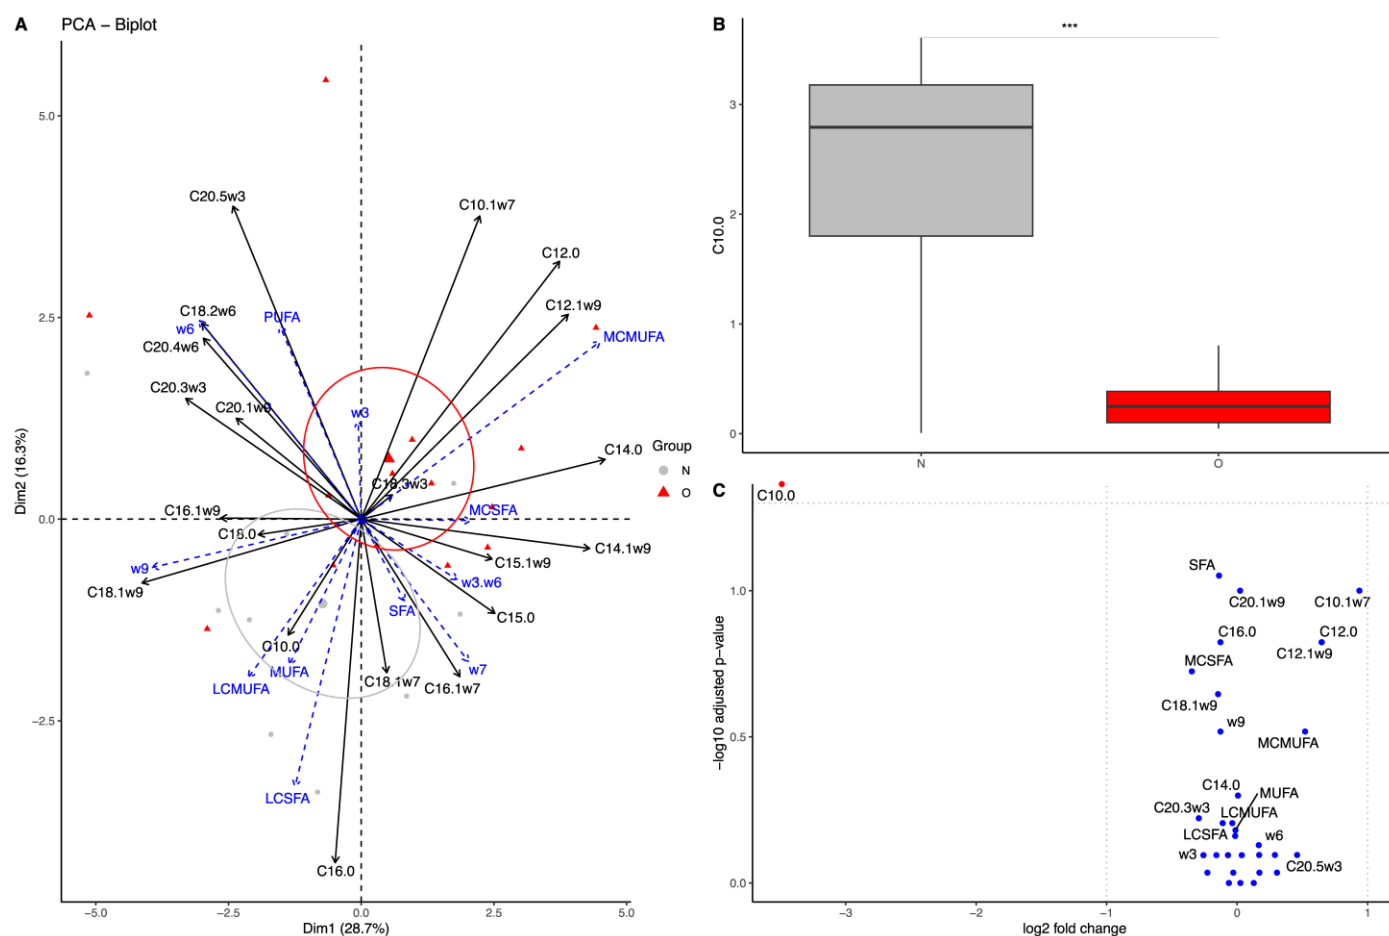 A
PCA – Biplot
Dim2 (16.3%)
5.0
2.5
0.0
−2.5
−5.0
−2.5
0.0
2.5
5.0
Dim1 (28.7%)
C20.5w3
C10.1w7
C12.0
C12.1w9
C18.2w6
w6
PUFA
MCMUFA
C20.4w6
C20.3w3
C20.1w9
w3
C14.0
C18.3w3
C16.1w9
MCSFA
C14.1w9
C15.1w9
w9
C18.1w9
w3.w6
SFA
C15.0
C10.0
MUFA
LCMUFA
C18.1w7
C16.1w7
w7
LCSFA
C16.0
Group
N
O
B
***
C10.0
3
2
1
0
N
O
C
C10.0
−log10 adjusted p−value
1.0
0.5
0.0
SFA
C20.1w9
C10.1w7
C16.0
C12.0
C12.1w9
MCSFA
C18.1w9
w9
MCMUFA
C14.0
MUFA
C20.3w3
LCMUFA
LCSFA
w6
w3
C20.5w3
−3
−2
−1
0
1
log2 fold change